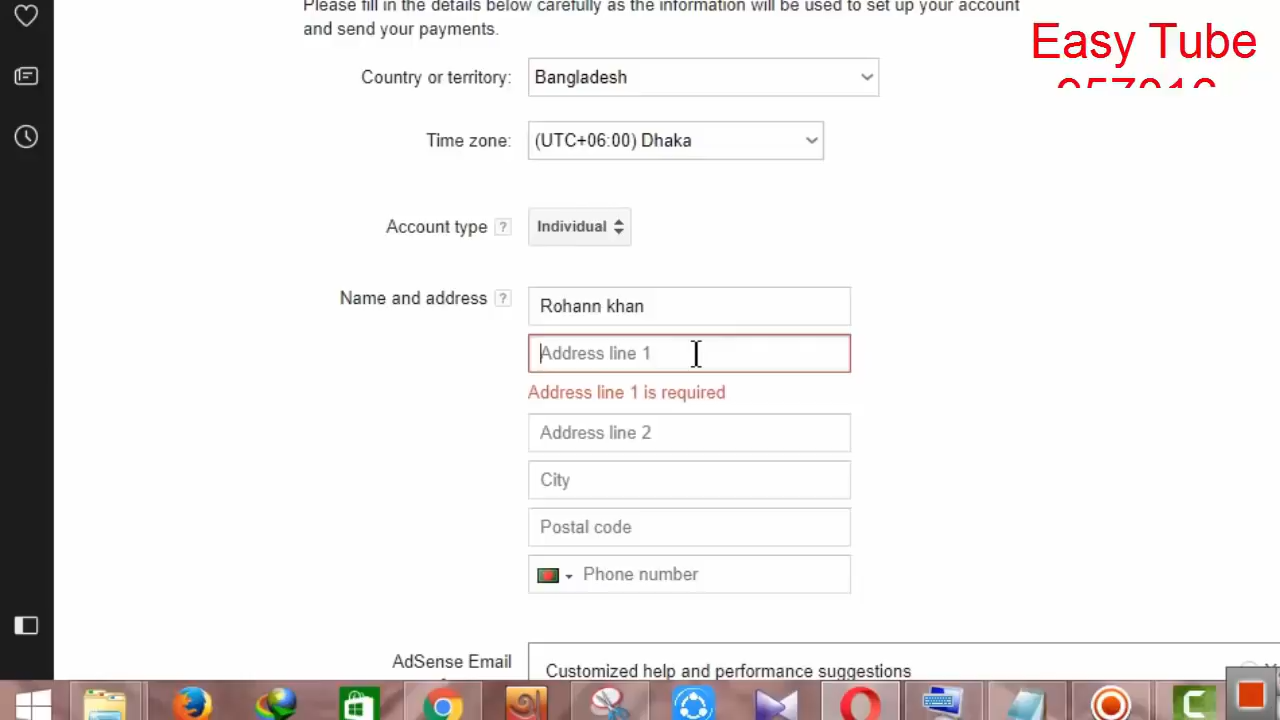 Please fill in the details below carefully as the information will be used to set up your account
and send your payments.
Easy Tube
Country or territory:
Bangladesh
Time zone:
(UTC+06:00) Dhaka
Account type ?
Individual
Name and address ?
Rohann khan
Address line 1
Address line 1 is required
Address line 2
City
Postal code
Phone number
AdSense Email
Customized help and performance suggestions